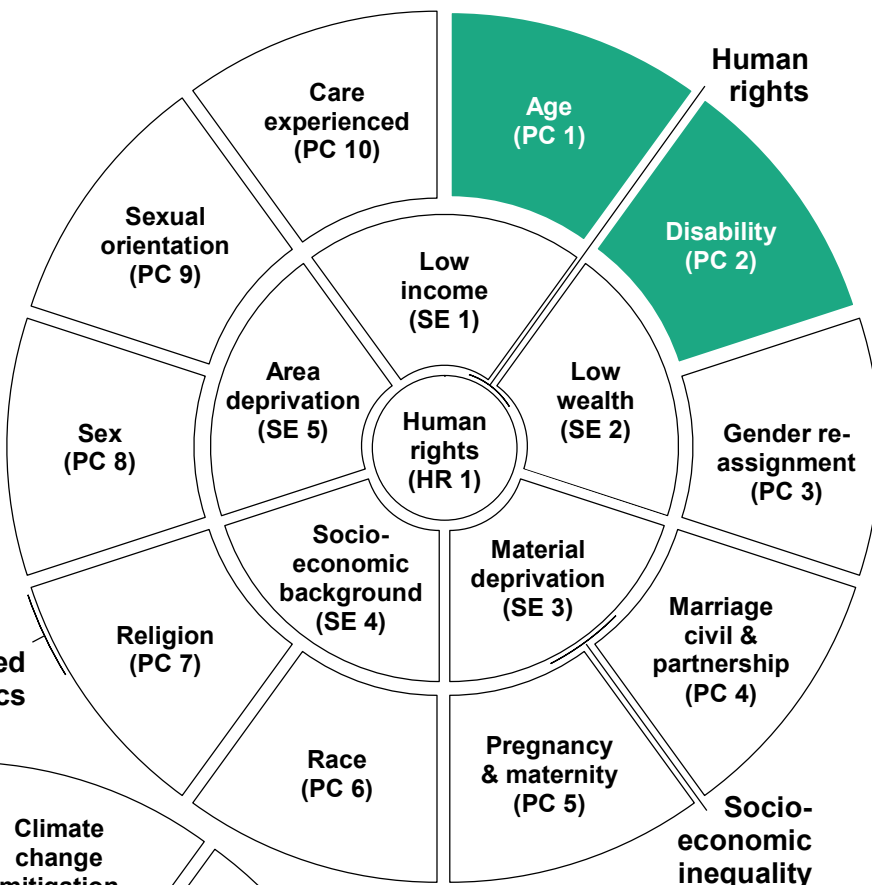 Human
rights
Care
experienced
(PC 10)
Age
(PC 1)
Sexual
orientation
(PC 9)
Disability
(PC 2)
Low
income
(SE 1)
Area
deprivation
(SE 5)
Low
wealth
(SE 2)
Human
rights
(HR 1)
Sex
(PC 8)
Gender re-
assignment
(PC 3)
Socio-
economic
background
(SE 4)
Material
deprivation
(SE 3)
Religion
(PC 7)
Marriage
civil &
partnership
(PC 4)
ed
cs
Race
(PC 6)
Pregnancy
& maternity
(PC 5)
Socio-
economic
inequality
Climate
change
mitigation